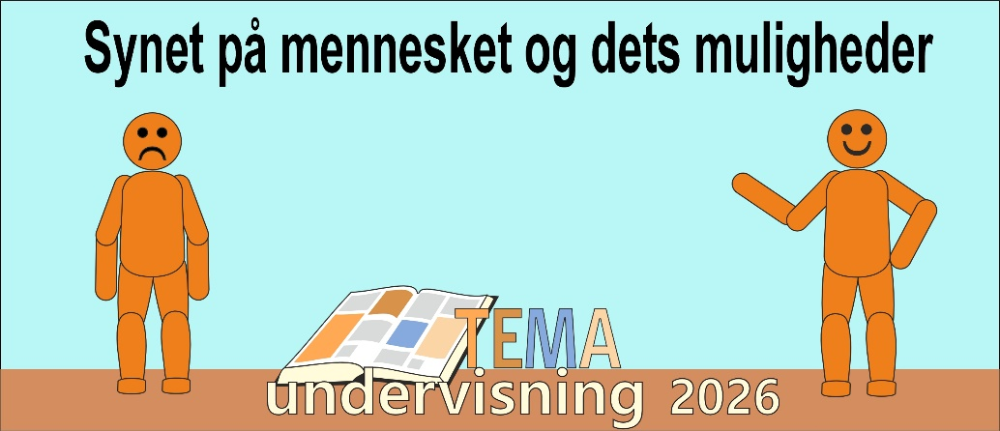 Synet på mennesket og dets muligheder
TEMA
undervisning 2026